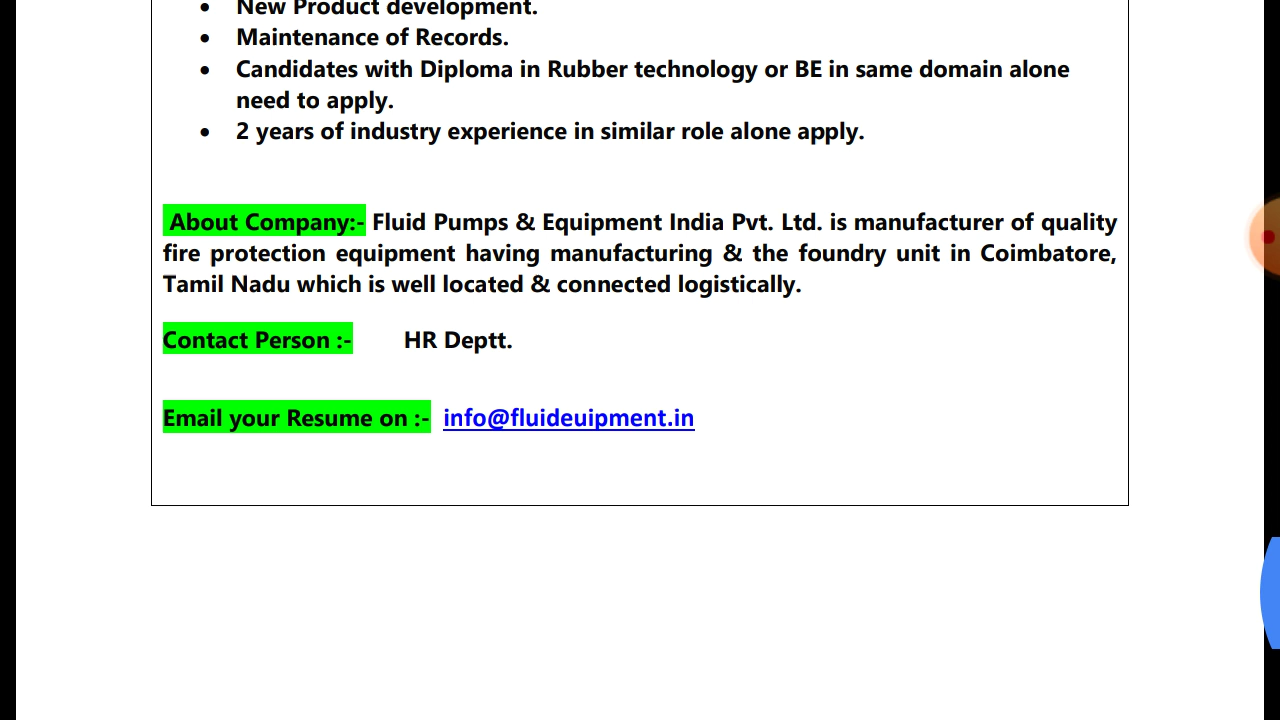 • New Product development.
• Maintenance of Records.
• Candidates with Diploma in Rubber technology or BE in same domain alone
need to apply.
• 2 years of industry experience in similar role alone apply.
About Company:- Fluid Pumps & Equipment India Pvt. Ltd. is manufacturer of quality
fire protection equipment having manufacturing & the foundry unit in Coimbatore,
Tamil Nadu which is well located & connected logistically.
Contact Person :- HR Deptt.
Email your Resume on :- info@fluideuipment.in